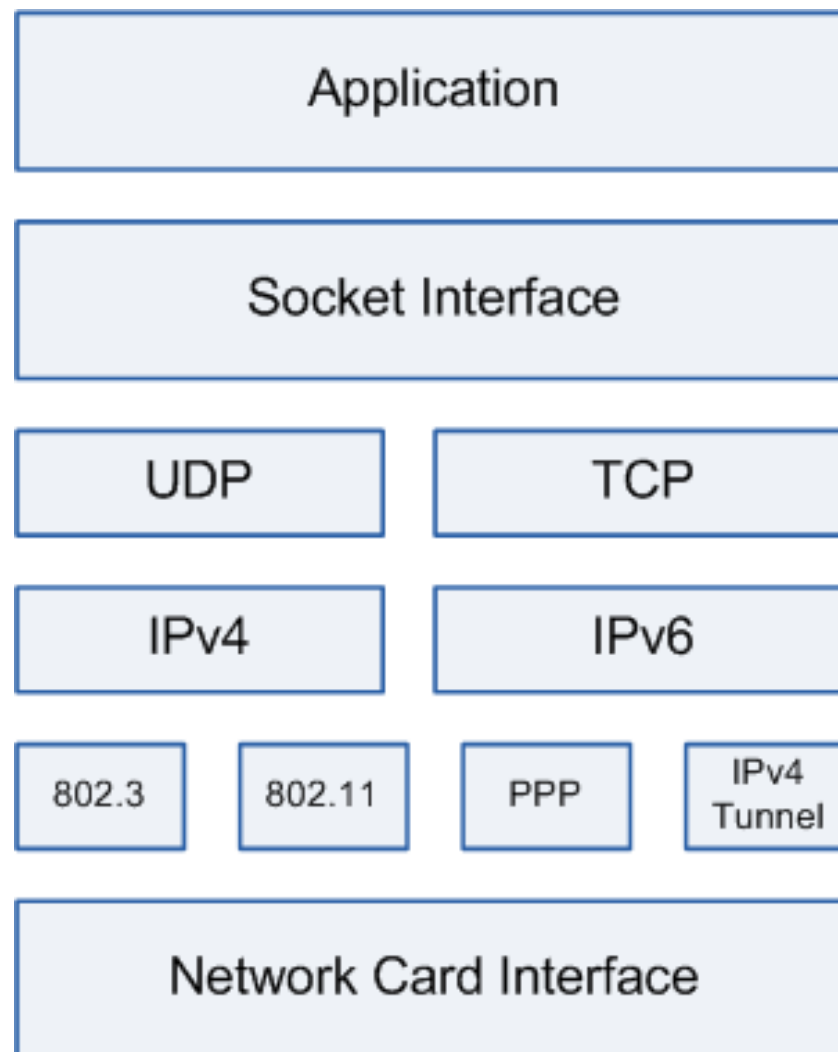 Application
Socket Interface
UDP
TCP
IPv4
IPv6
802.3
802.11
PPP
IPv4
Tunnel
Network Card Interface